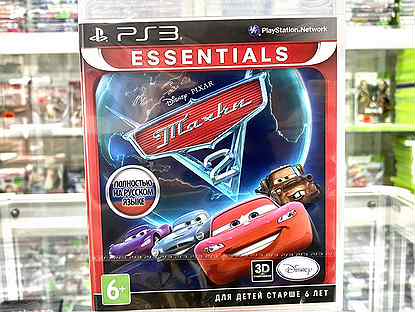 PS3 PlayStation Network
ESSENTIALS
Disney PIXAR
Тачки
2
ПОЛНОСТЬЮ
НА РУССКОМ
ЯЗЫКЕ
3D
Disney
6+
ДЛЯ ДЕТЕЙ СТАРШЕ 6 ЛЕТ